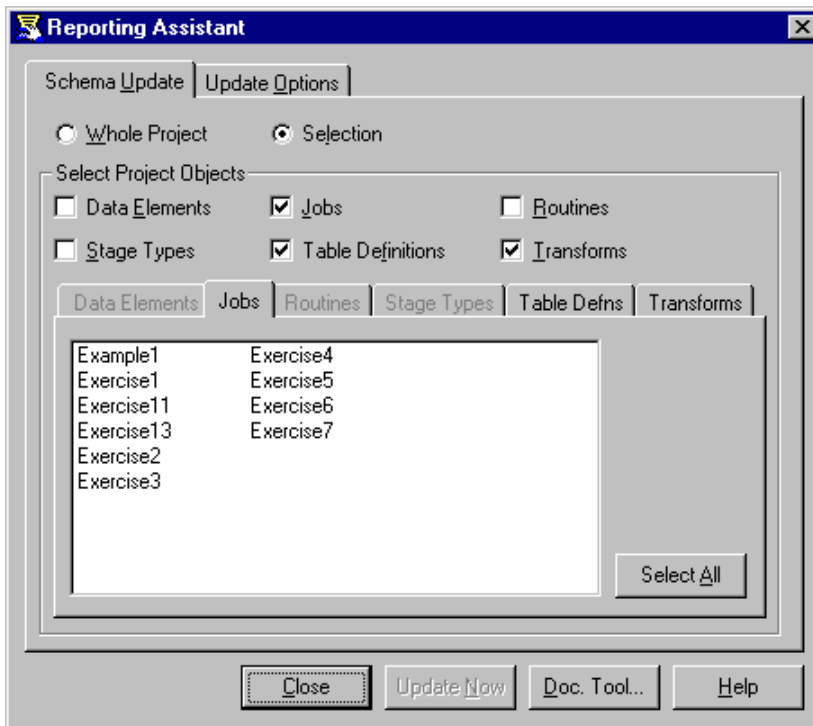 Reporting Assistant
Schema Update Update Options
Whole Project Selection
Select Project Objects
Data Elements Jobs Routines
Stage Types Table Definitions Transforms
Data Elements Jobs Routines Stage Types Table Defns Transforms
Example1 Exercise4
Exercise1 Exercise5
Exercise11 Exercise6
Exercise13 Exercise7
Exercise2
Exercise3
Select All
Close Update Now Doc. Tool... Help